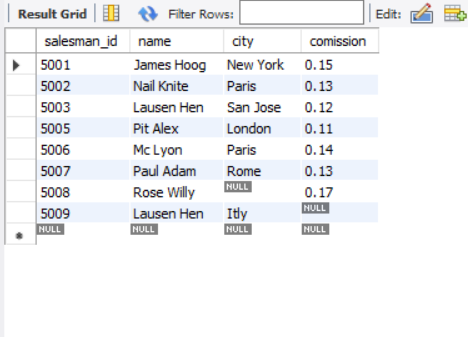 Result Grid Filter Rows: Edit:
salesman_id name city comission
5001 James Hoog New York 0.15
5002 Nail Knite Paris 0.13
5003 Lausen Hen San Jose 0.12
5005 Pit Alex London 0.11
5006 Mc Lyon Paris 0.14
5007 Paul Adam Rome 0.13
5008 Rose Willy NULL 0.17
5009 Lausen Hen Itly NULL
NULL NULL NULL NULL